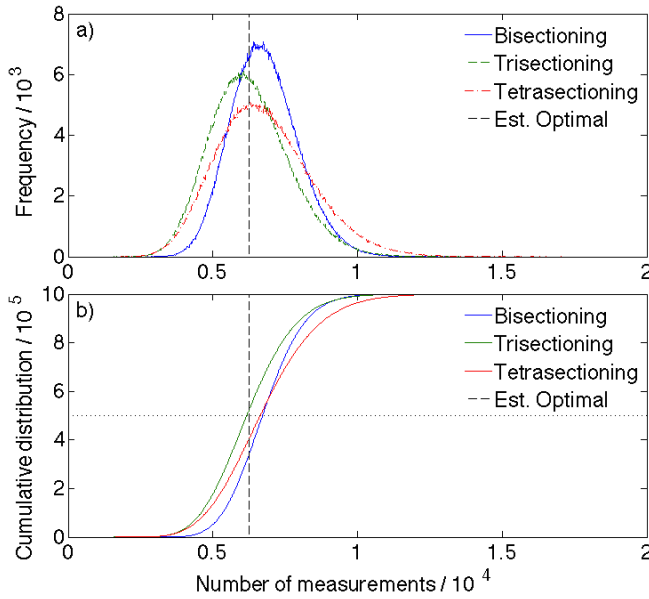 a)
Bisectioning
Trisectioning
Tetrasectioning
Est. Optimal
Frequency / 10^3
8
6
4
2
0
0 0.5 1 1.5 2
b)
Bisectioning
Trisectioning
Tetrasectioning
Est. Optimal
Cumulative distribution / 10^5
10
8
6
4
2
0
0 0.5 1 1.5 2
Number of measurements / 10^4